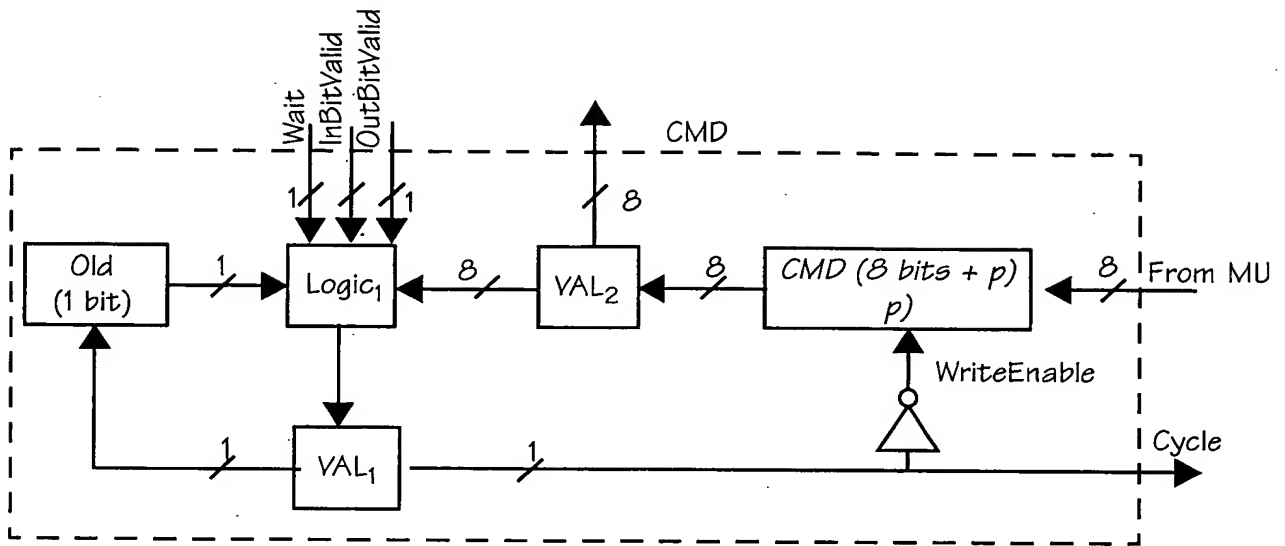 Wait
InBitValid
OutBitValid
CMD
1
1
8
Old
(1 bit)
1
Logic1
8
VAL2
8
CMD (8 bits + p)
p)
8
From MU
WriteEnable
1
VAL1
1
Cycle